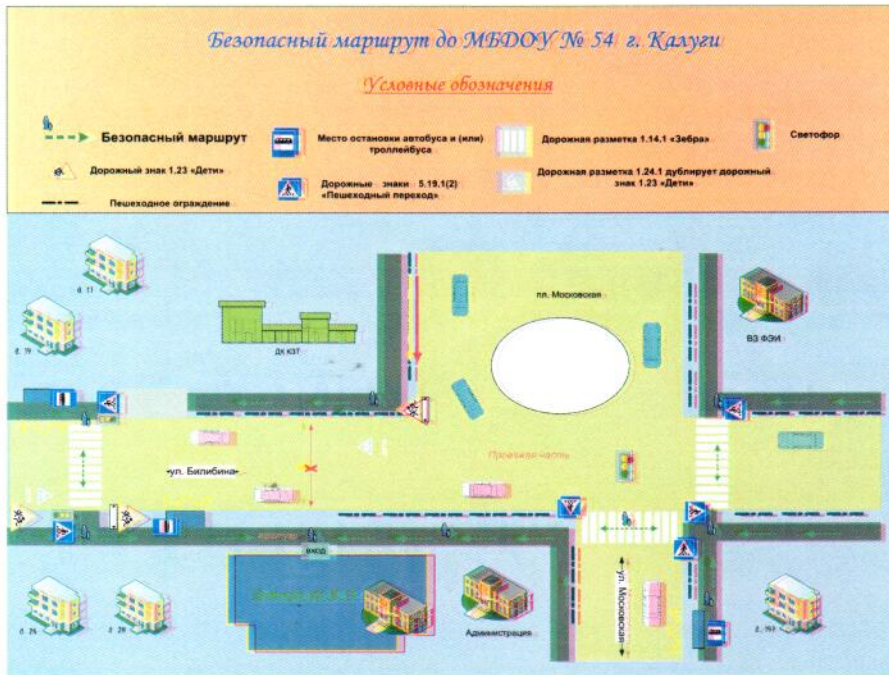 Безопасный маршрут до МБДОУ № 54 г. Калуги
Условные обозначения
Безопасный маршрут
Место остановки автобуса и (или)
троллейбуса
Дорожная разметка 1.14.1 «Зебра»
Светофор
Дорожный знак 1.23 «Дети»
Дорожные знаки 5.19.1(2)
«Пешеходный переход»
Дорожная разметка 1.24.1 дублирует дорожный
знак 1.23 «Дети»
Пешеходное ограждение
д. 19
пл. Московская
ДК КЭТ
ВЗ ФЭИ
ул. Билибина
Проезжая часть
тротуар
вход
ул. Московская
д. 26
д. 28
Администрация